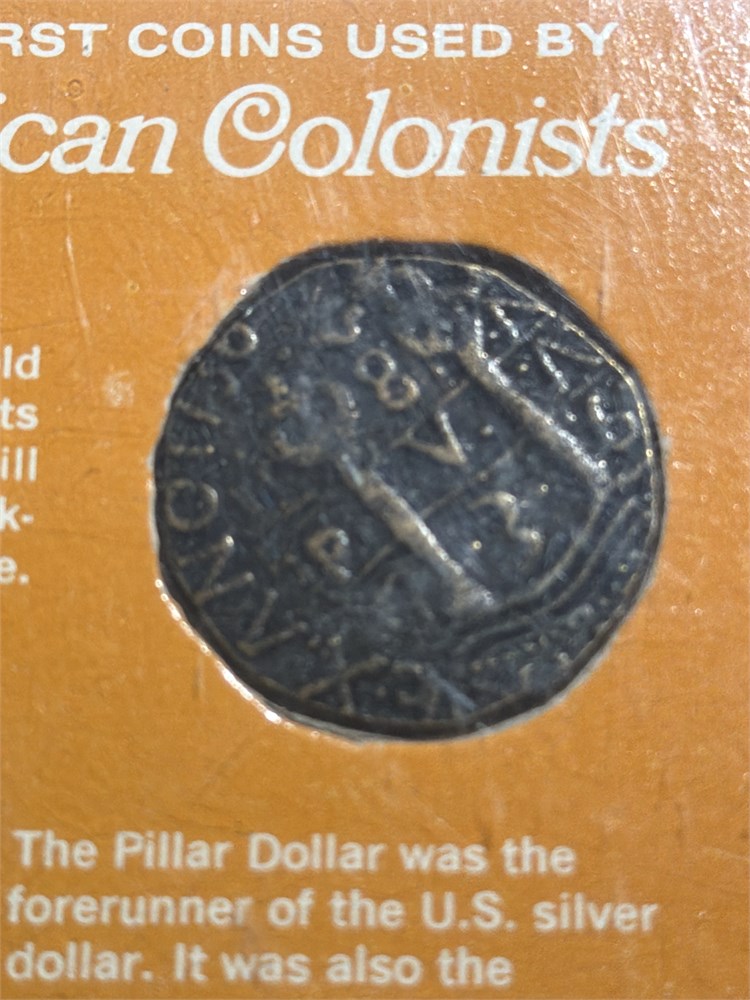 RST COINS USED BY
ican Colonists
ld
ts
ill
k-
e.
8
V
The Pillar Dollar was the
forerunner of the U.S. silver
dollar. It was also the